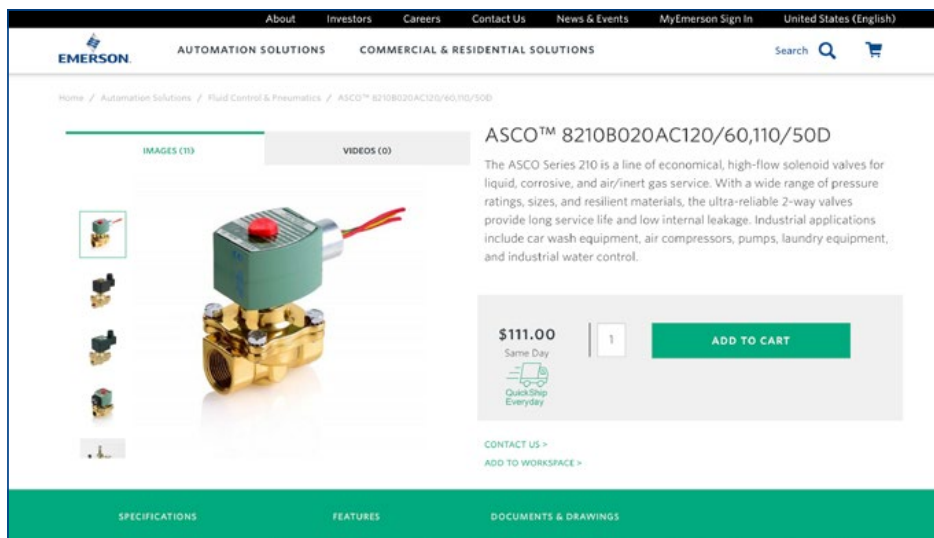 About Investors Careers Contact Us News & Events MyEmerson Sign In United States (English)
EMERSON.
AUTOMATION SOLUTIONS COMMERCIAL & RESIDENTIAL SOLUTIONS
Search
Home / Automation Solutions / Fluid Control & Pneumatics / ASCO™ 8210B020AC120/60,110/50D
IMAGES (11) VIDEOS (0)
ASCO™ 8210B020AC120/60,110/50D
The ASCO Series 210 is a line of economical, high-flow solenoid valves for
liquid, corrosive, and air/inert gas service. With a wide range of pressure
ratings, sizes, and resilient materials, the ultra-reliable 2-way valves
provide long service life and low internal leakage. Industrial applications
include car wash equipment, air compressors, pumps, laundry equipment,
and industrial water control.
$111.00
1
ADD TO CART
Same Day
QuickShip
Everyday
CONTACT US >
ADD TO WORKSPACE >
SPECIFICATIONS FEATURES DOCUMENTS & DRAWINGS